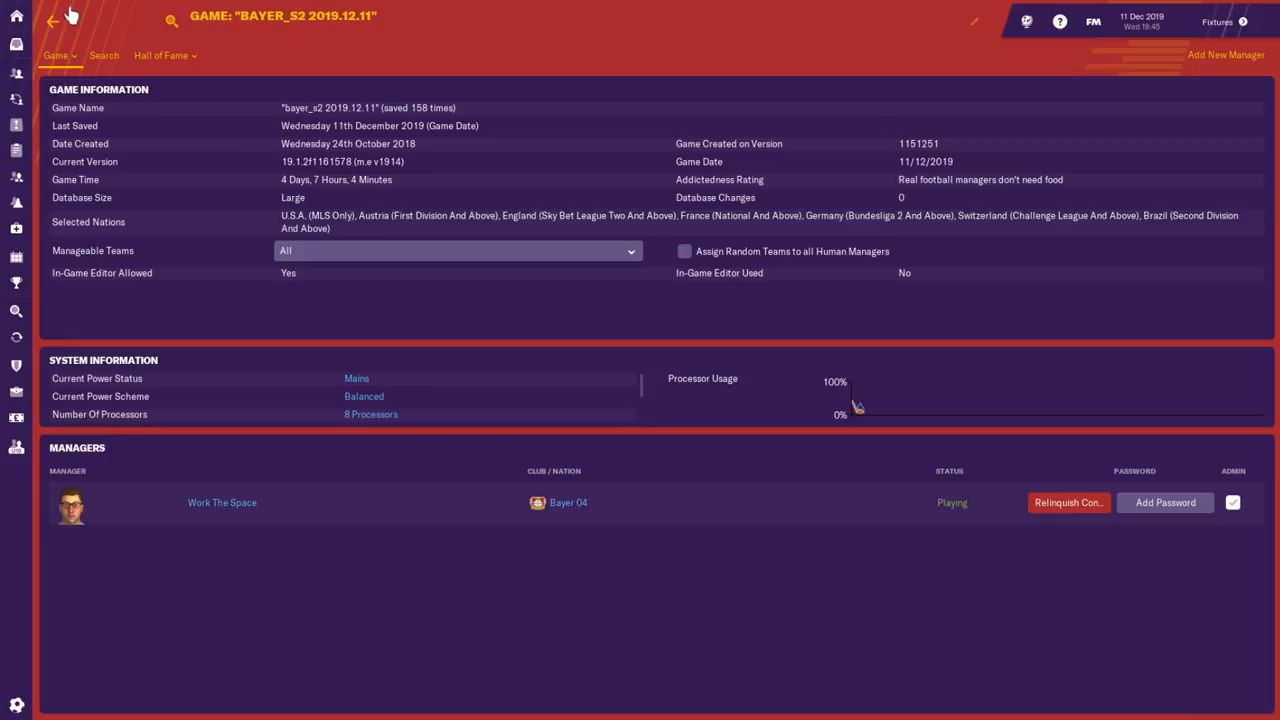 GAME: "BAYER_S2 2019.12.11"
11 Dec 2019
Wed 19:45
FM
Fixtures
Game
Search
Hall of Fame
Add New Manager
GAME INFORMATION
Game Name "bayer_s2 2019.12.11" (saved 158 times)
Last Saved Wednesday 11th December 2019 (Game Date)
Date Created Wednesday 24th October 2018 Game Created on Version 1151251
Current Version 19.1.2f1161578 (m.e v1914) Game Date 11/12/2019
Game Time 4 Days, 7 Hours, 4 Minutes Addictedness Rating Real football managers don't need food
Database Size Large Database Changes 0
Selected Nations U.S.A. (MLS Only), Austria (First Division And Above), England (Sky Bet League Two And Above), France (National And Above), Germany (Bundesliga 2 And Above), Switzerland (Challenge League And Above), Brazil (Second Division
And Above)
Manageable Teams All Assign Random Teams to all Human Managers
In-Game Editor Allowed Yes In-Game Editor Used No
SYSTEM INFORMATION
Current Power Status Mains Processor Usage 100%
Current Power Scheme Balanced
Number Of Processors 8 Processors 0%
MANAGERS
MANAGER CLUB / NATION STATUS PASSWORD ADMIN
Work The Space Bayer 04 Playing Relinquish Con... Add Password